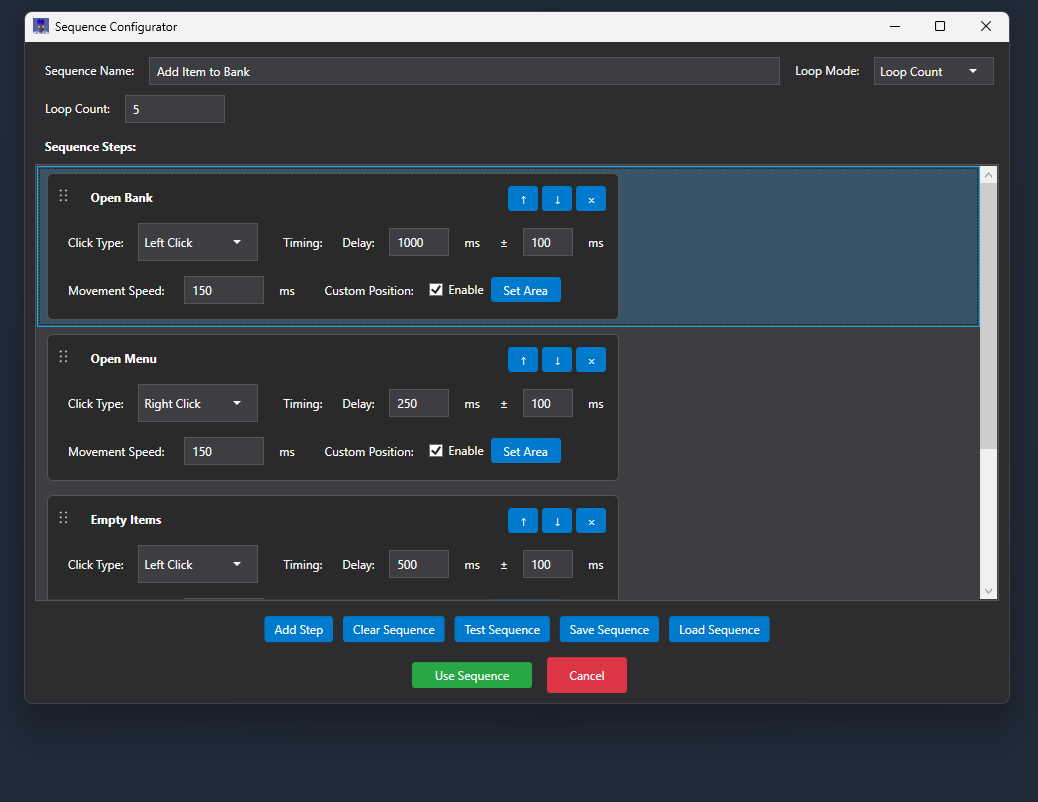 Sequence Configurator
Sequence Name: Add Item to Bank Loop Mode: Loop Count
Loop Count: 5
Sequence Steps:
Open Bank ↑ ↓ ×
Click Type: Left Click Timing: Delay: 1000 ms ± 100 ms
Movement Speed: 150 ms Custom Position: Enable Set Area
Open Menu ↑ ↓ ×
Click Type: Right Click Timing: Delay: 250 ms ± 100 ms
Movement Speed: 150 ms Custom Position: Enable Set Area
Empty Items ↑ ↓ ×
Click Type: Left Click Timing: Delay: 500 ms ± 100 ms
Add Step Clear Sequence Test Sequence Save Sequence Load Sequence
Use Sequence Cancel